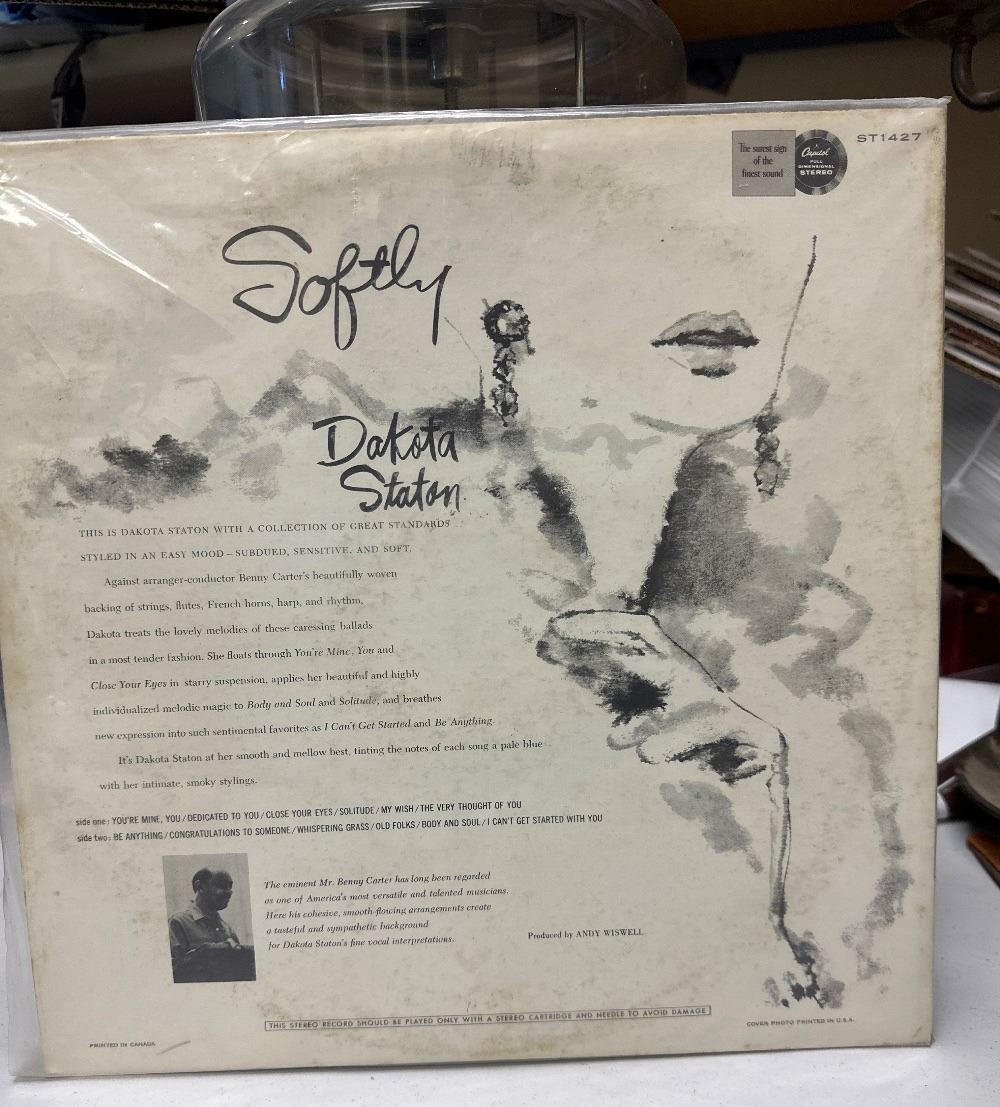 The surest sign
of the
finest sound
Capitol
FULL
DIMENSIONAL
STEREO
ST1427
Softly
Dakota
Staton
THIS IS DAKOTA STATON WITH A COLLECTION OF GREAT STANDARDS
STYLED IN AN EASY MOOD – SUBDUED, SENSITIVE, AND SOFT.
Against arranger-conductor Benny Carter's beautifully woven
backing of strings, flutes, French horns, harp, and rhythm,
Dakota treats the lovely melodies of these caressing ballads
in a most tender fashion. She floats through You're Mine, You and
Close Your Eyes in starry suspension, applies her beautiful and highly
individualized melodic magic to Body and Soul and Solitude, and breathes
new expression into such sentimental favorites as I Can't Get Started and Be Anything.
It's Dakota Staton at her smooth and mellow best, tinting the notes of each song a pale blue
with her intimate, smoky stylings.
side one: YOU'RE MINE, YOU / DEDICATED TO YOU / CLOSE YOUR EYES / SOLITUDE / MY WISH / THE VERY THOUGHT OF YOU
side two: BE ANYTHING / CONGRATULATIONS TO SOMEONE / WHISPERING GRASS / OLD FOLKS / BODY AND SOUL / I CAN'T GET STARTED WITH YOU
The eminent Mr. Benny Carter has long been regarded
as one of America's most versatile and talented musicians.
Here his cohesive, smooth-flowing arrangements create
a tasteful and sympathetic background
for Dakota Staton's fine vocal interpretations.
Produced by ANDY WISWELL
THIS STEREO RECORD SHOULD BE PLAYED ONLY WITH A STEREO CARTRIDGE AND NEEDLE TO AVOID DAMAGE
COVER PHOTO PRINTED IN U.S.A.
PRINTED IN CANADA